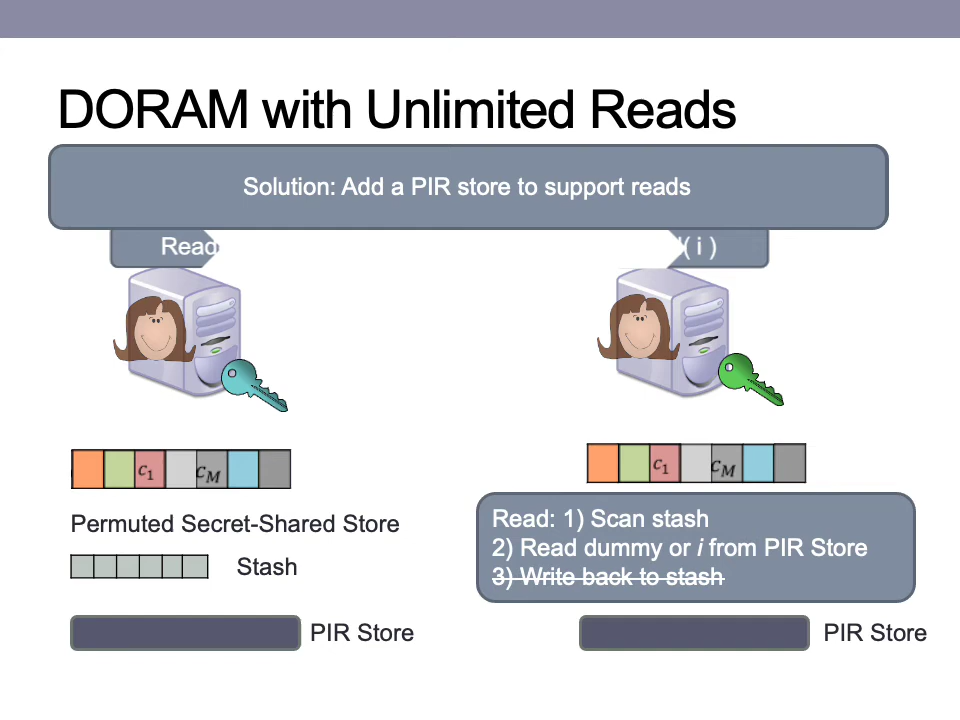 DORAM with Unlimited Reads
Solution: Add a PIR store to support reads
Read
( i )
c1 cM
c1 cM
Permuted Secret-Shared Store
Stash
Read: 1) Scan stash
2) Read dummy or i from PIR Store
3) Write back to stash
PIR Store
PIR Store